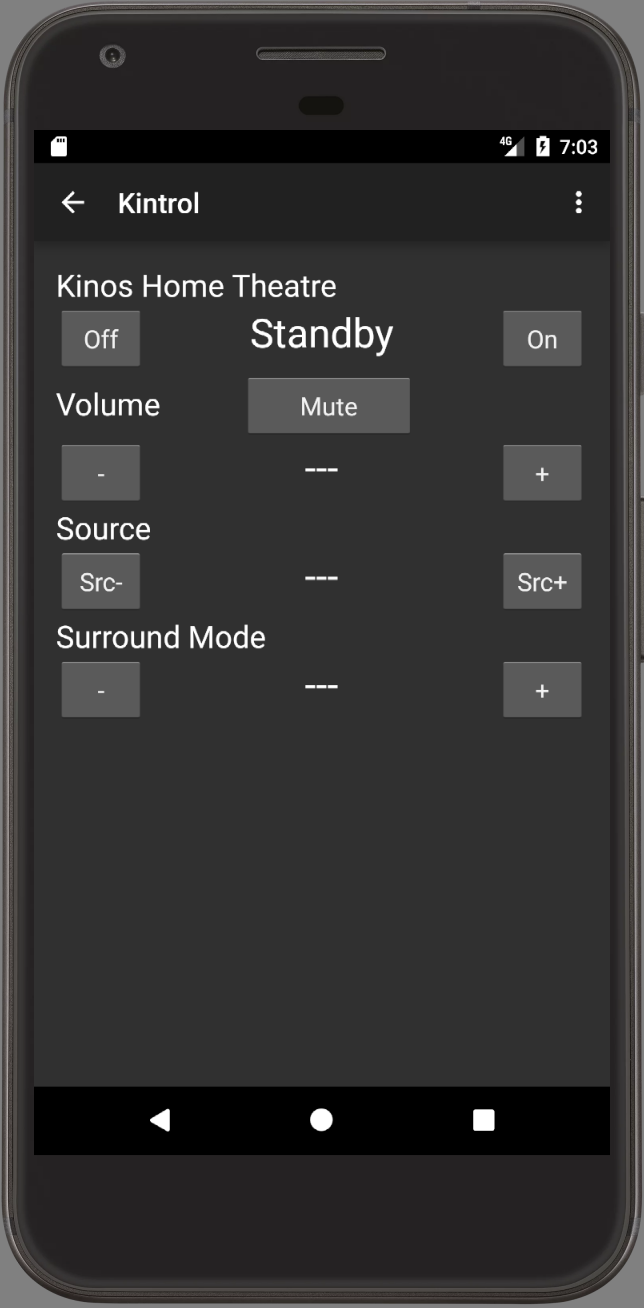 4G 7:03
Kintrol
Kinos Home Theatre
Off Standby On
Volume Mute
- --- +
Source
Src- --- Src+
Surround Mode
- --- +